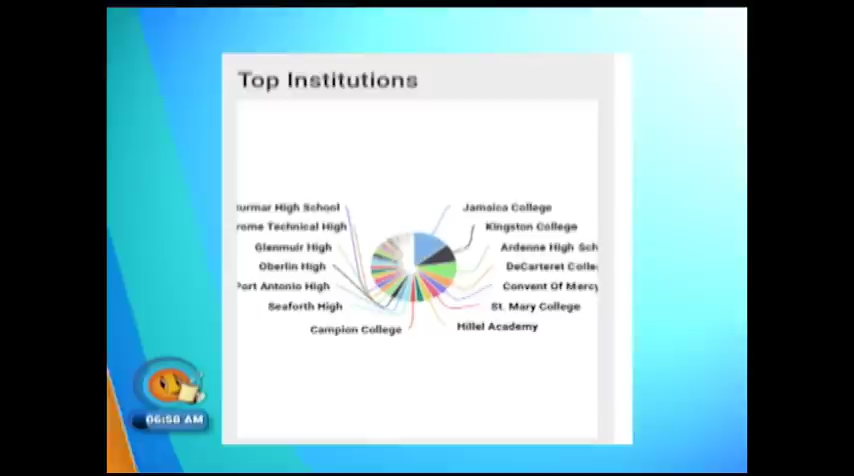 Top Institutions
urmar High School
Jamaica College
rome Technical High
Kingston College
Glenmuir High
Ardenne High Sch
Oberlin High
DeCarteret Colle
Port Antonio High
Convent Of Mercy
Seaforth High
St. Mary College
Campion College
Hillel Academy
06:58 AM